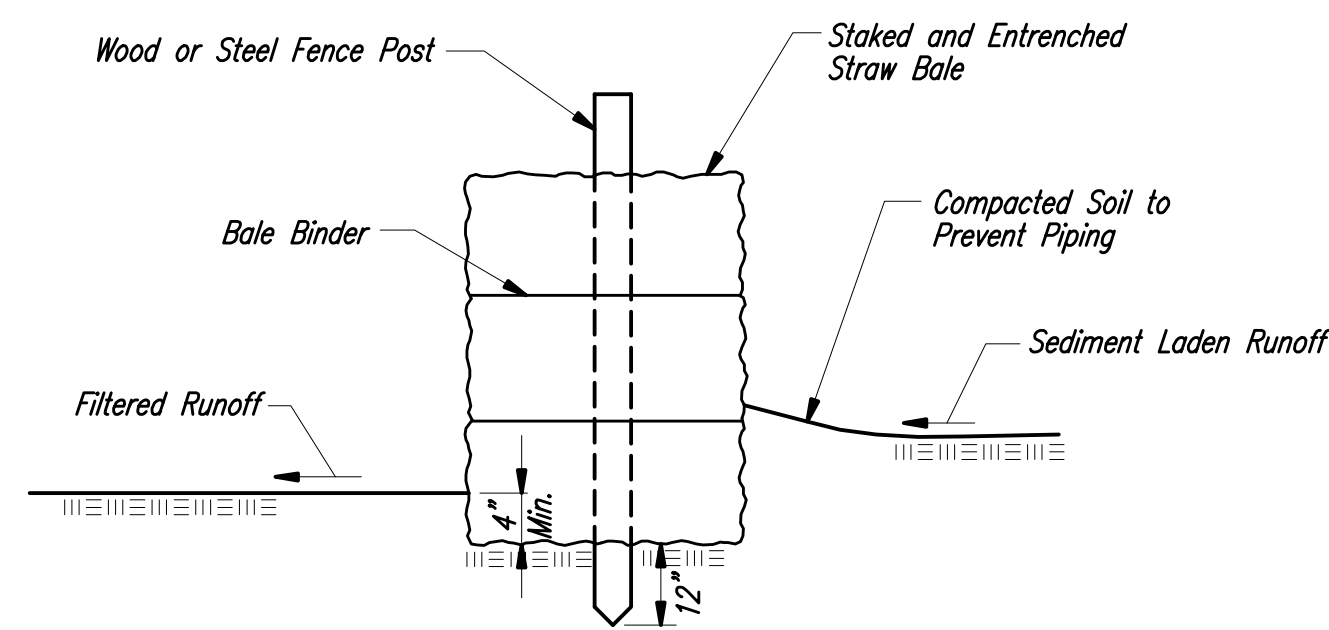 Wood or Steel Fence Post
Staked and Entrenched
Straw Bale
Bale Binder
Compacted Soil to
Prevent Piping
Sediment Laden Runoff
Filtered Runoff
4"
Min.
12"